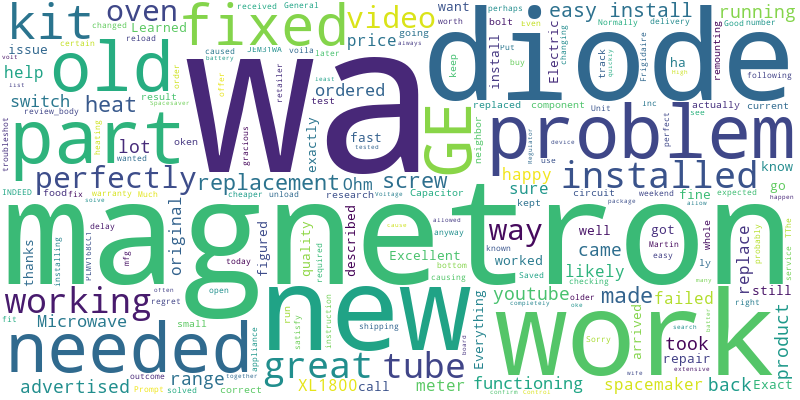 kit
changed
Learned
oven
fixed
received
General
reload
JEMJ1WA
voila
battery
later
price
video
going
always
want
worth
perhaps
Even
bolt
Often
easy install
delivery
buy
changing
Normally
running
Good
number
following
issue
help
old
caused
order
ordered
offer
retailer
test
fast
tested
diode
install
Electric
Put
track
quickly
Frigidaire
ha
High
remounting
keep
switch
heat
result
review_body
certain
list
Spacesaver
wa
exactly
GE
replaced
component
Unit
inc
actually
current
see
troubleshoot
part
lot
wanted
heating
oken
gracious
least
neighbor
problem
Regulator
device
use
perfect
perfectly
replacement
Ohm
screw
happy
installed
know
INDEED
food
fix
warranty
Much
cheaper
unload
research
Voltage
Capacitor
sure
circuit
weekend
fine
expected
go
happen
magnetron
thanks
installing
delay
PLMV168CC1
mfg
original
today
figured
open
quality
required
described
cause
allowed
anyway
Excellent
bottom
causing
way
known
Saved
kept
package
came
worked
well
likely
checking
got
Martin
easy
whole
ly
many
replace
probably
service
working
often
regret
fit
Microwave
small
new
run
satisfy
instruction
shipping
Everything
youtube
older
completely
made
failed
arrived
right
still
product
needed
appliance
together
great
tube
board
work
Sorry
search
took
repair
extensive
wife
advertised
outcome
Prompt
solved
range
correct
XL1800
call
meter
functioning
confirm
Control
spacemaker
back
Exact